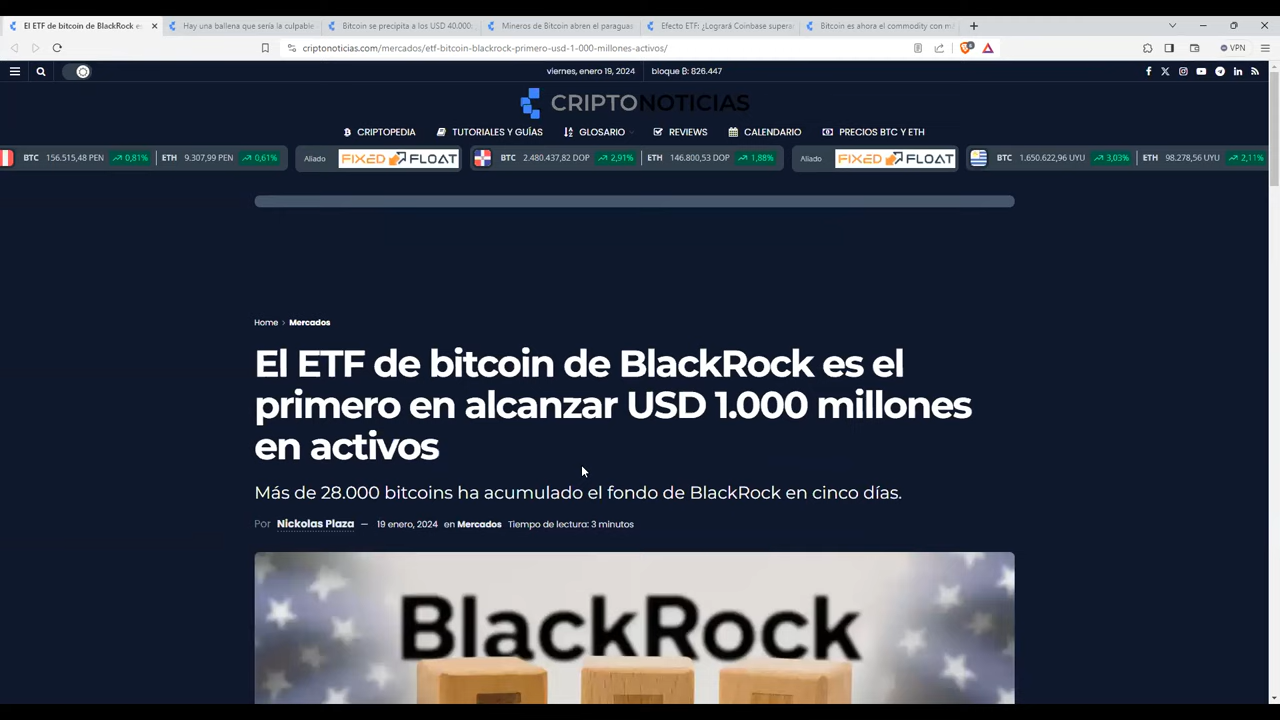 El ETF de bitcoin de BlackRock es
Hay una ballena que sería la culpable
Bitcoin se precipita a los USD 40.000:
Mineros de Bitcoin abren el paraguas
Efecto ETF: ¿Logrará Coinbase supera
Bitcoin es ahora el commodity con m
criptonoticias.com/mercados/etf-bitcoin-blackrock-primero-usd-1-000-millones-activos/
VPN
viernes, enero 19, 2024
bloque ₿: 826.447
CRIPTONOTICIAS
CRIPTOPEDIA
TUTORIALES Y GUÍAS
GLOSARIO
REVIEWS
CALENDARIO
PRECIOS BTC Y ETH
BTC 156.515,48 PEN 0,81% ETH 9.307,99 PEN 0,61%
Aliado FIXED FLOAT
BTC 2.480.437,82 DOP 2,91% ETH 146.800,53 DOP 1,88%
Aliado FIXED FLOAT
BTC 1.650.622,96 UYU 3,03% ETH 98.278,56 UYU 2,11%
Home > Mercados
El ETF de bitcoin de BlackRock es el
primero en alcanzar USD 1.000 millones
en activos
Más de 28.000 bitcoins ha acumulado el fondo de BlackRock en cinco días.
Por Nickolas Plaza — 19 enero, 2024 en Mercados Tiempo de lectura: 3 minutos
BlackRock